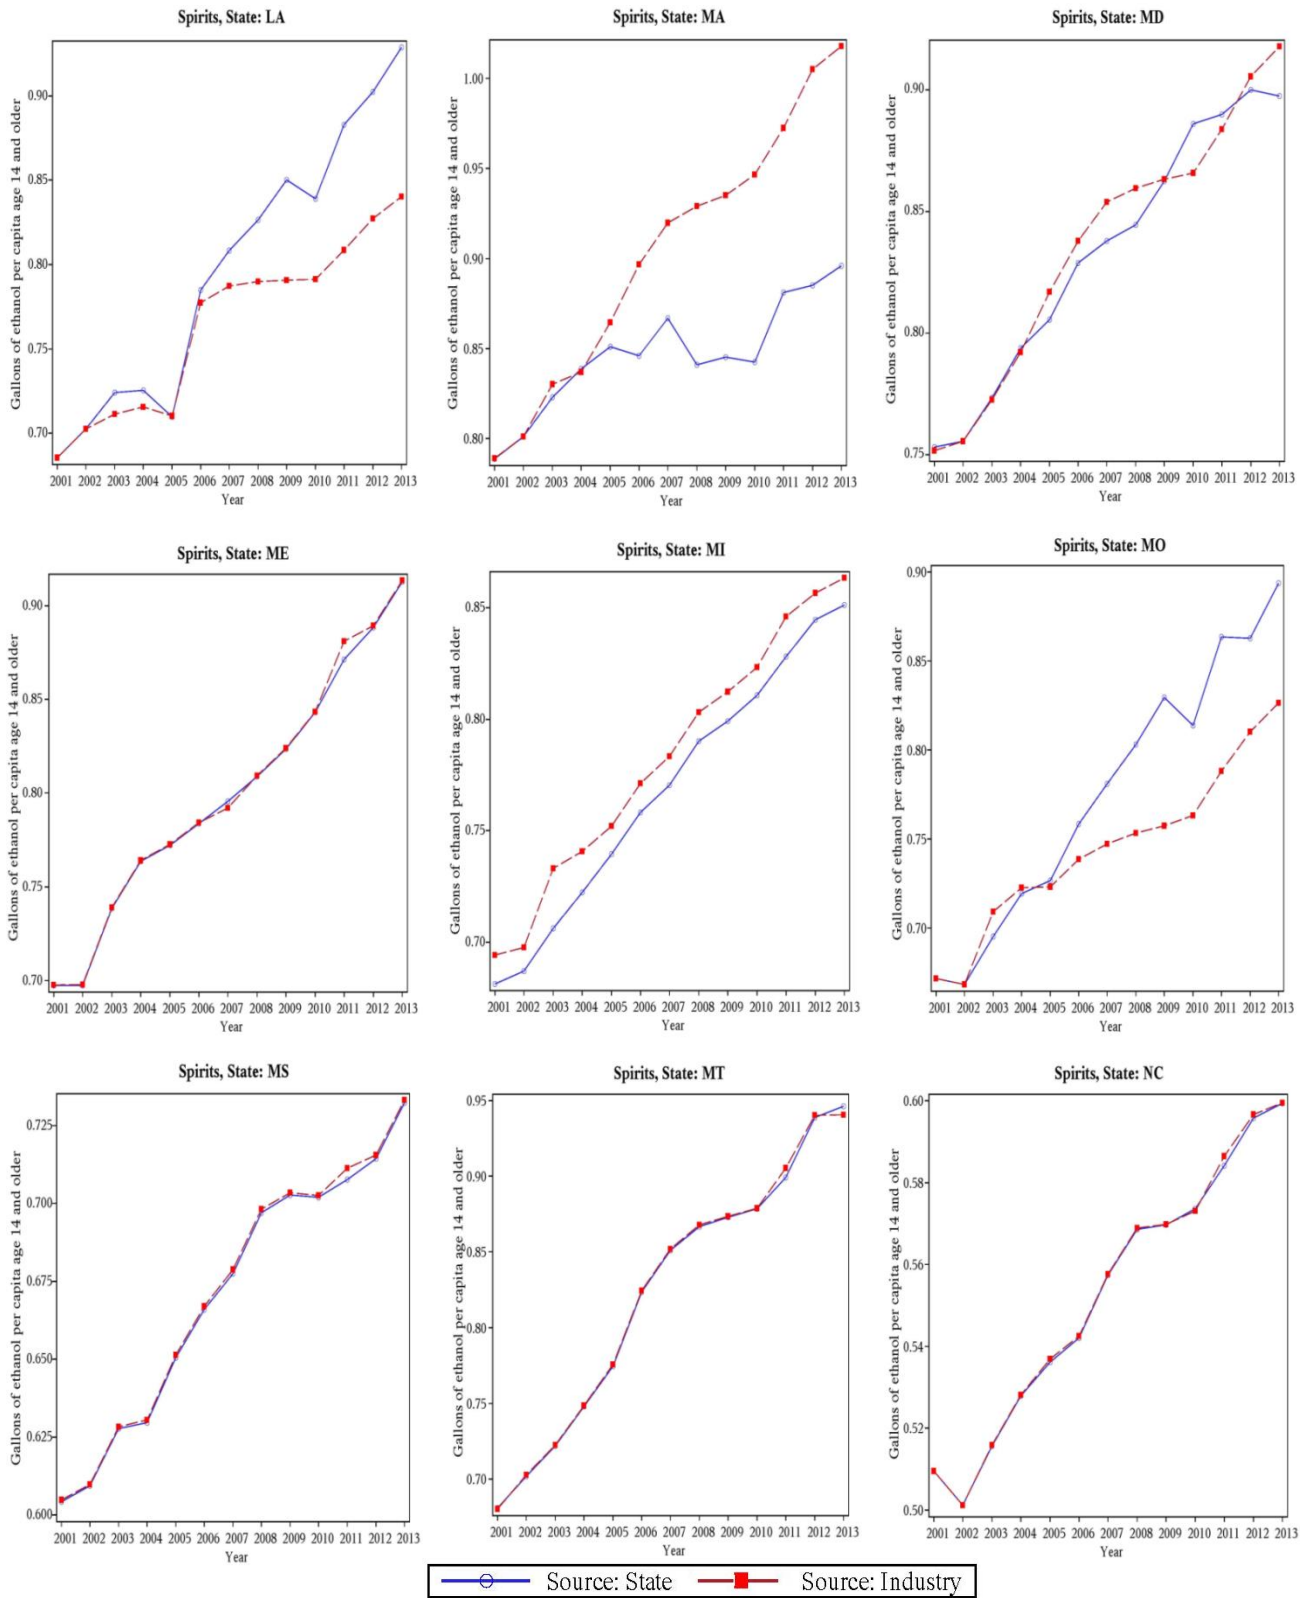 Spirits, State: LA
Gallons of ethanol per capita age 14 and older
0.90
0.85
0.80
0.75
0.70
2001 2002 2003 2004 2005 2006 2007 2008 2009 2010 2011 2012 2013
Year
Spirits, State: MA
Gallons of ethanol per capita age 14 and older
1.00
0.95
0.90
0.85
0.80
2001 2002 2003 2004 2005 2006 2007 2008 2009 2010 2011 2012 2013
Year
Spirits, State: MD
Gallons of ethanol per capita age 14 and older
0.90
0.85
0.80
0.75
2001 2002 2003 2004 2005 2006 2007 2008 2009 2010 2011 2012 2013
Year
Spirits, State: ME
Gallons of ethanol per capita age 14 and older
0.90
0.85
0.80
0.75
0.70
2001 2002 2003 2004 2005 2006 2007 2008 2009 2010 2011 2012 2013
Year
Spirits, State: MI
Gallons of ethanol per capita age 14 and older
0.85
0.80
0.75
0.70
2001 2002 2003 2004 2005 2006 2007 2008 2009 2010 2011 2012 2013
Year
Spirits, State: MO
Gallons of ethanol per capita age 14 and older
0.90
0.85
0.80
0.75
0.70
2001 2002 2003 2004 2005 2006 2007 2008 2009 2010 2011 2012 2013
Year
Spirits, State: MS
Gallons of ethanol per capita age 14 and older
0.725
0.700
0.675
0.650
0.625
0.600
2001 2002 2003 2004 2005 2006 2007 2008 2009 2010 2011 2012 2013
Year
Spirits, State: MT
Gallons of ethanol per capita age 14 and older
0.95
0.90
0.85
0.80
0.75
0.70
2001 2002 2003 2004 2005 2006 2007 2008 2009 2010 2011 2012 2013
Year
Spirits, State: NC
Gallons of ethanol per capita age 14 and older
0.60
0.58
0.56
0.54
0.52
0.50
2001 2002 2003 2004 2005 2006 2007 2008 2009 2010 2011 2012 2013
Year
Source: State Source: Industry